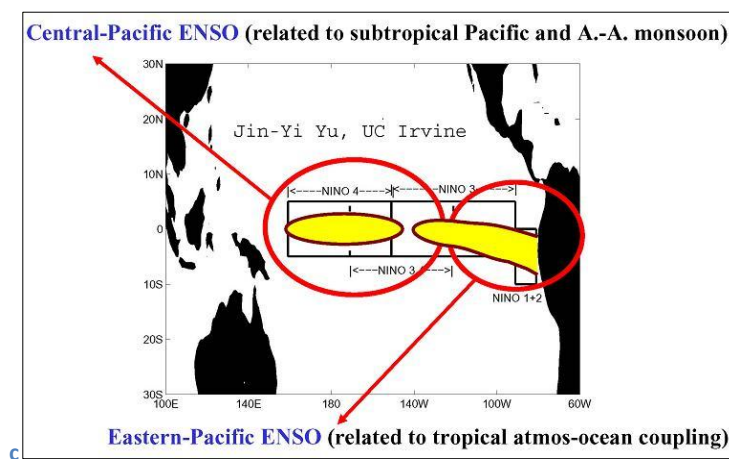 Central-Pacific ENSO (related to subtropical Pacific and A.-A. monsoon)
30N
20N
Jin-Yi Yu, UC Irvine
10N
NINO 4
NINO 3
0
NINO 3
10S
NINO 1+2
20S
30S
100E 140E 180 140W 100W 60W
Eastern-Pacific ENSO (related to tropical atmos-ocean coupling)
c